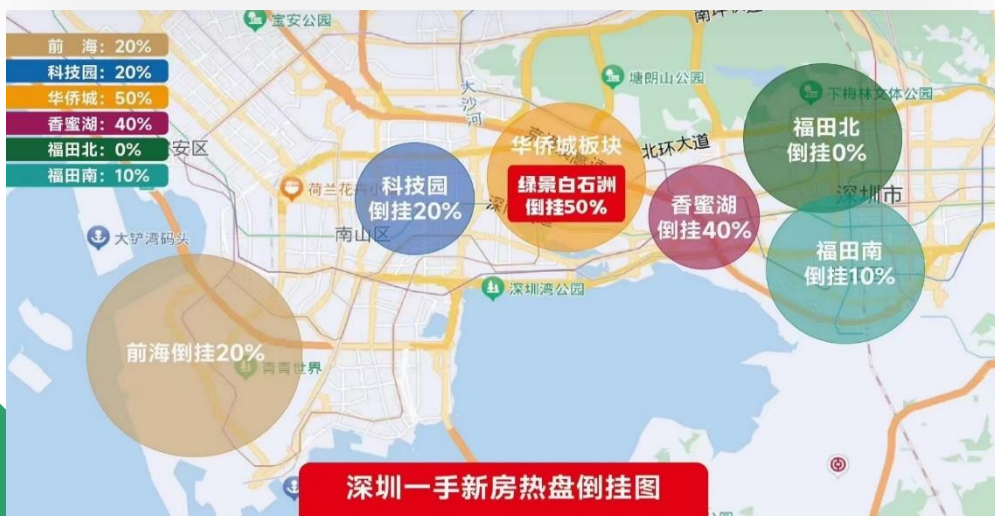 宝安公园
前 海：20%
科技园：20%
华侨城：50%
香蜜湖：40%
福田北：0%
福田南：10%
安区
大沙河
塘朗山公园
下梅林文体公园
北环大道
华侨城板块
绿景白石洲
倒挂50%
福田北
倒挂0%
荷兰花卉小
科技园
倒挂20%
南山区
香蜜湖
倒挂40%
深圳市
福田南
倒挂10%
大铲湾码头
深圳湾公园
前海倒挂20%
青青世界
深圳一手新房热盘倒挂图